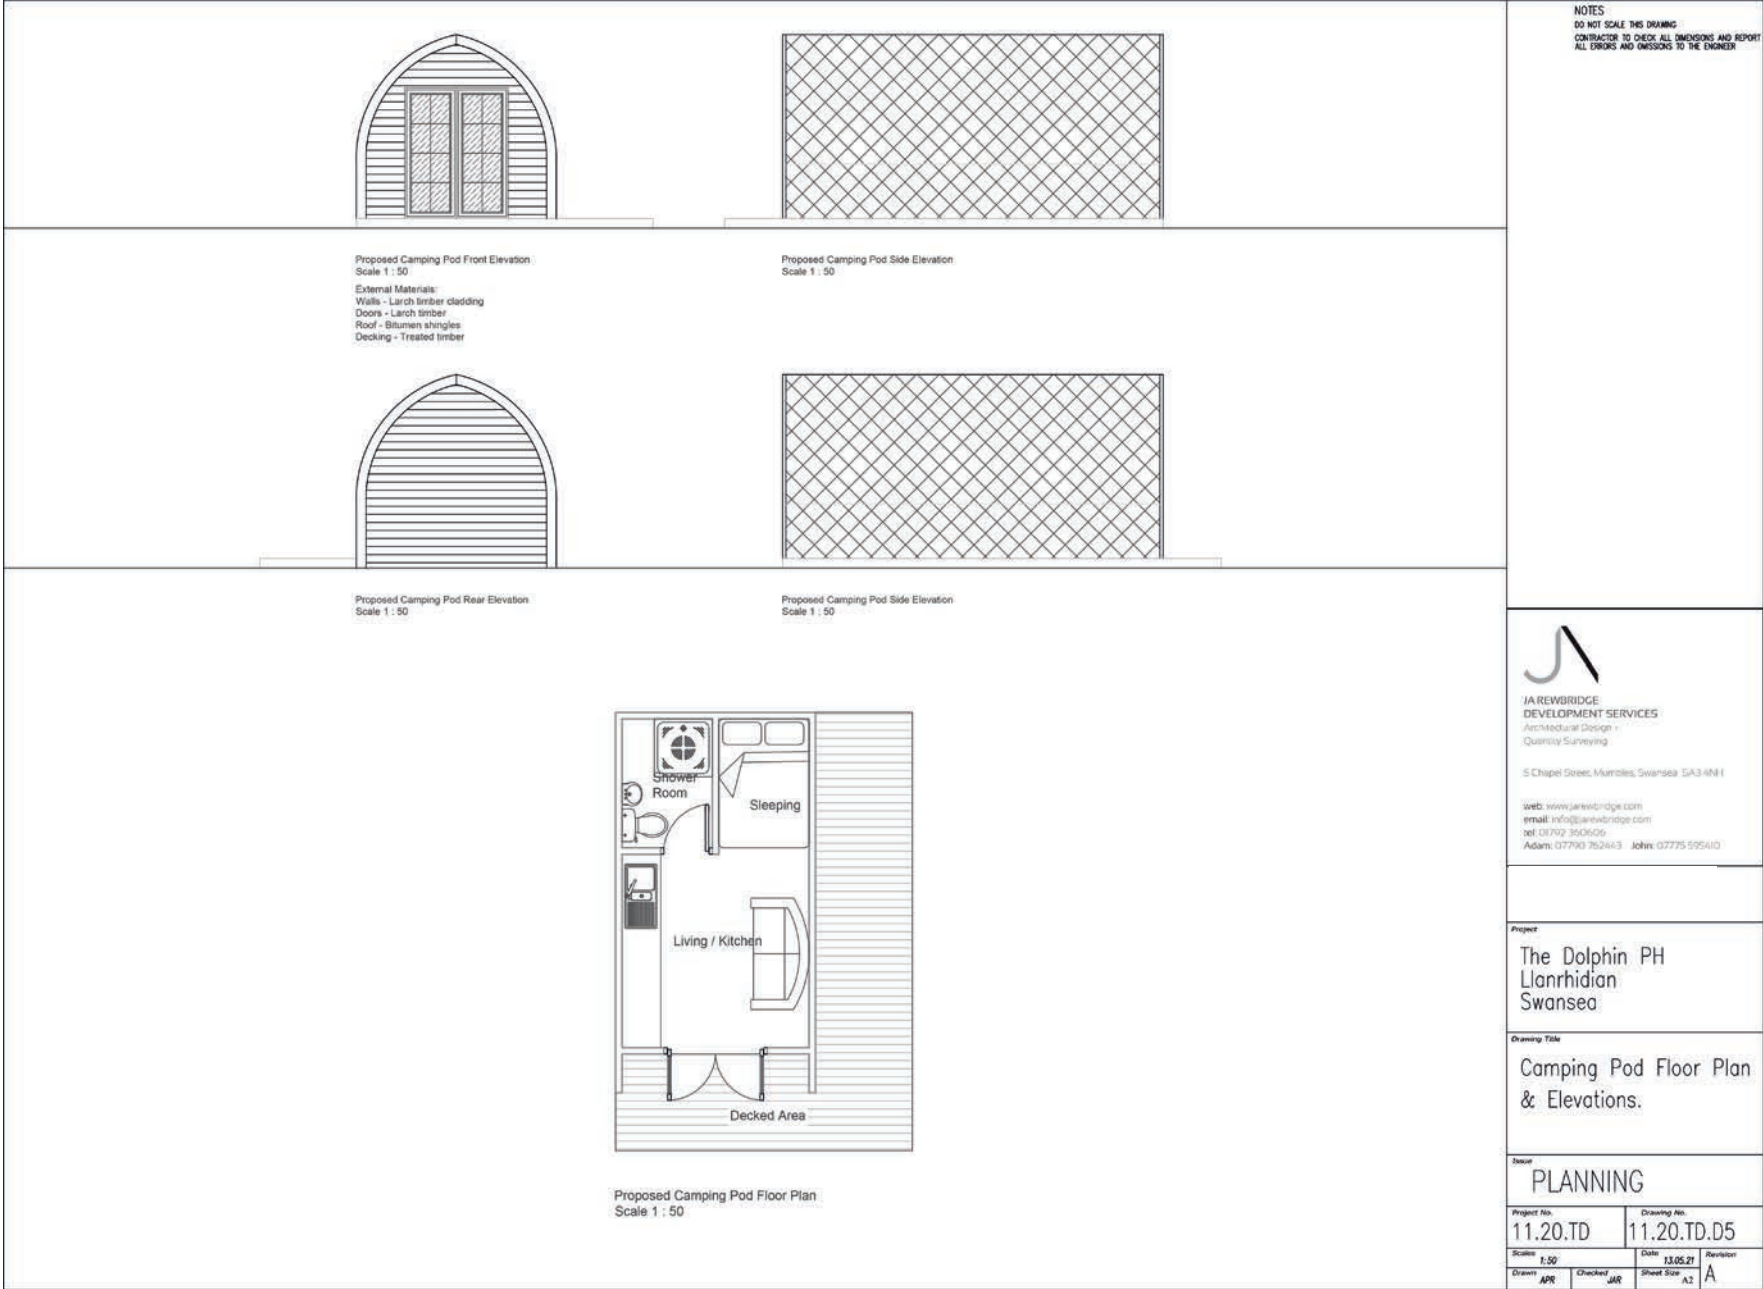 NOTES
DO NOT SCALE THIS DRAWING
CONTRACTOR TO CHECK ALL DIMENSIONS AND REPORT
ALL ERRORS AND OMISSIONS TO THE ENGINEER
Proposed Camping Pod Front Elevation
Scale 1 : 50
External Materials:
Walls - Larch timber cladding
Doors - Larch timber
Roof - Bitumen shingles
Decking - Treated timber
Proposed Camping Pod Side Elevation
Scale 1 : 50
Proposed Camping Pod Rear Elevation
Scale 1 : 50
Proposed Camping Pod Side Elevation
Scale 1 : 50
Shower
Room
Sleeping
Living / Kitchen
Decked Area
Proposed Camping Pod Floor Plan
Scale 1 : 50
JA REWBRIDGE
DEVELOPMENT SERVICES
Architectural Design +
Quantity Surveying
5 Chapel Street, Mumbles, Swansea SA3 4NH
web: www.jarewbridge.com
email: info@jarewbridge.com
tel: 01792 360606
Adam: 07790 762443 John: 07775 595410
Project
The Dolphin PH
Llanrhidian
Swansea
Drawing Title
Camping Pod Floor Plan
& Elevations.
Issue
PLANNING
Project No.
11.20.TD
Drawing No.
11.20.TD.D5
Scales
1:50
Date
13.05.21
Revision
A
Drawn
APR
Checked
JAR
Sheet Size
A2